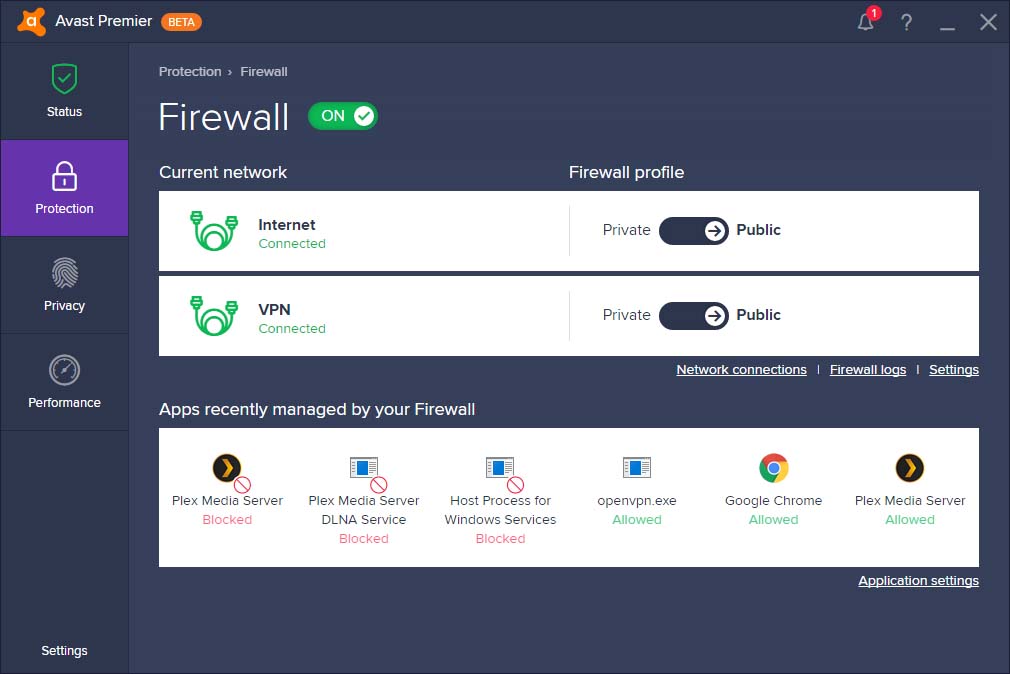 Avast Premier BETA
1
?
Status
Protection
Privacy
Performance
Settings
Protection › Firewall
Firewall ON
Current network
Firewall profile
Internet
Connected
Private Public
VPN
Connected
Private Public
Network connections | Firewall logs | Settings
Apps recently managed by your Firewall
Plex Media Server
Blocked
Plex Media Server
DLNA Service
Blocked
Host Process for
Windows Services
Blocked
openvpn.exe
Allowed
Google Chrome
Allowed
Plex Media Server
Allowed
Application settings